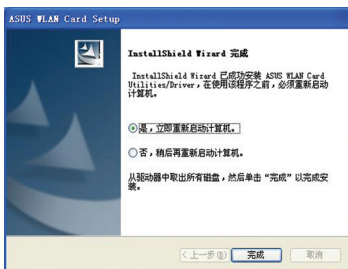 ASUS WLAN Card Setup
InstallShield Wizard 完成
InstallShield Wizard 已成功安装 ASUS WLAN Card
Utilities/Driver，在使用该程序之前，必须重新启动
计算机。
是，立即重新启动计算机。
否，稍后再重新启动计算机。
从驱动器中取出所有磁盘，然后单击“完成”以完成安
装。
< 上一步(B) 完成 取消